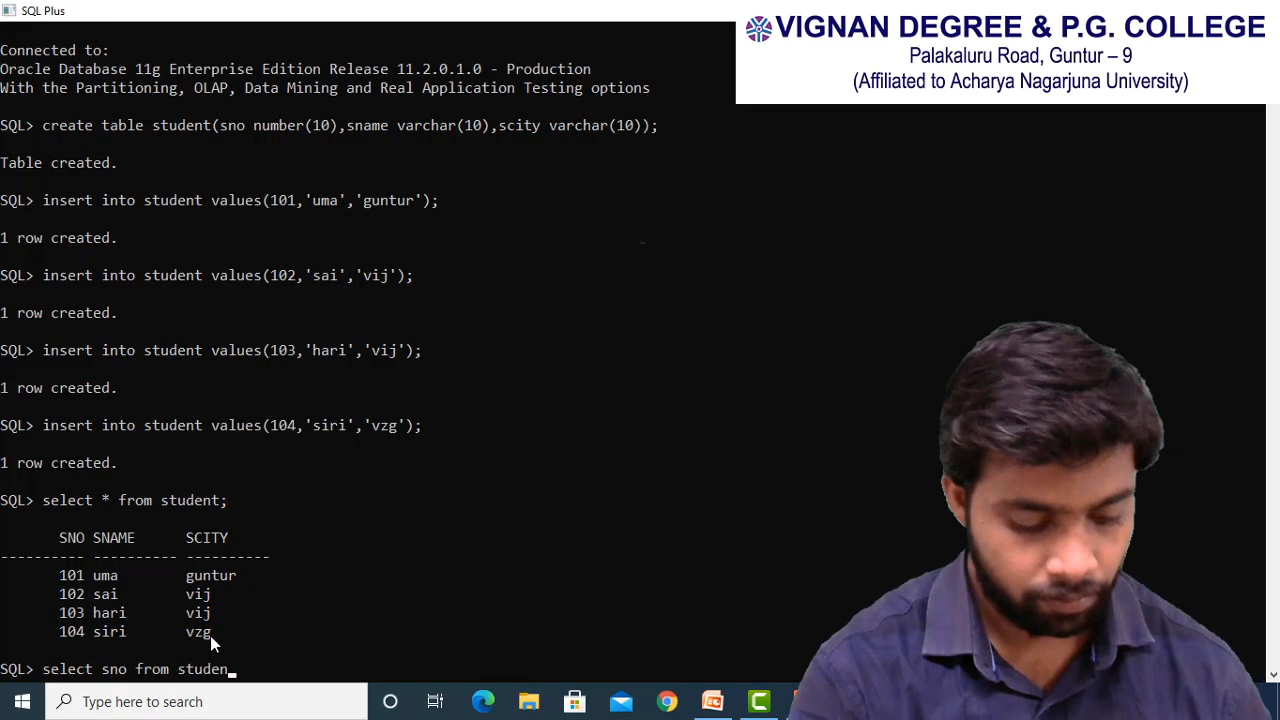 SQL Plus
VIGNAN DEGREE & P.G. COLLEGE
Palakaluru Road, Guntur – 9
(Affiliated to Acharya Nagarjuna University)
Connected to:
Oracle Database 11g Enterprise Edition Release 11.2.0.1.0 - Production
With the Partitioning, OLAP, Data Mining and Real Application Testing options
SQL> create table student(sno number(10),sname varchar(10),scity varchar(10));
Table created.
SQL> insert into student values(101,'uma','guntur');
1 row created.
SQL> insert into student values(102,'sai','vij');
1 row created.
SQL> insert into student values(103,'hari','vij');
1 row created.
SQL> insert into student values(104,'siri','vzg');
1 row created.
SQL> select * from student;
SNO SNAME SCITY
---------- ---------- ----------
101 uma guntur
102 sai vij
103 hari vij
104 siri vzg
SQL> select sno from studen_
Type here to search